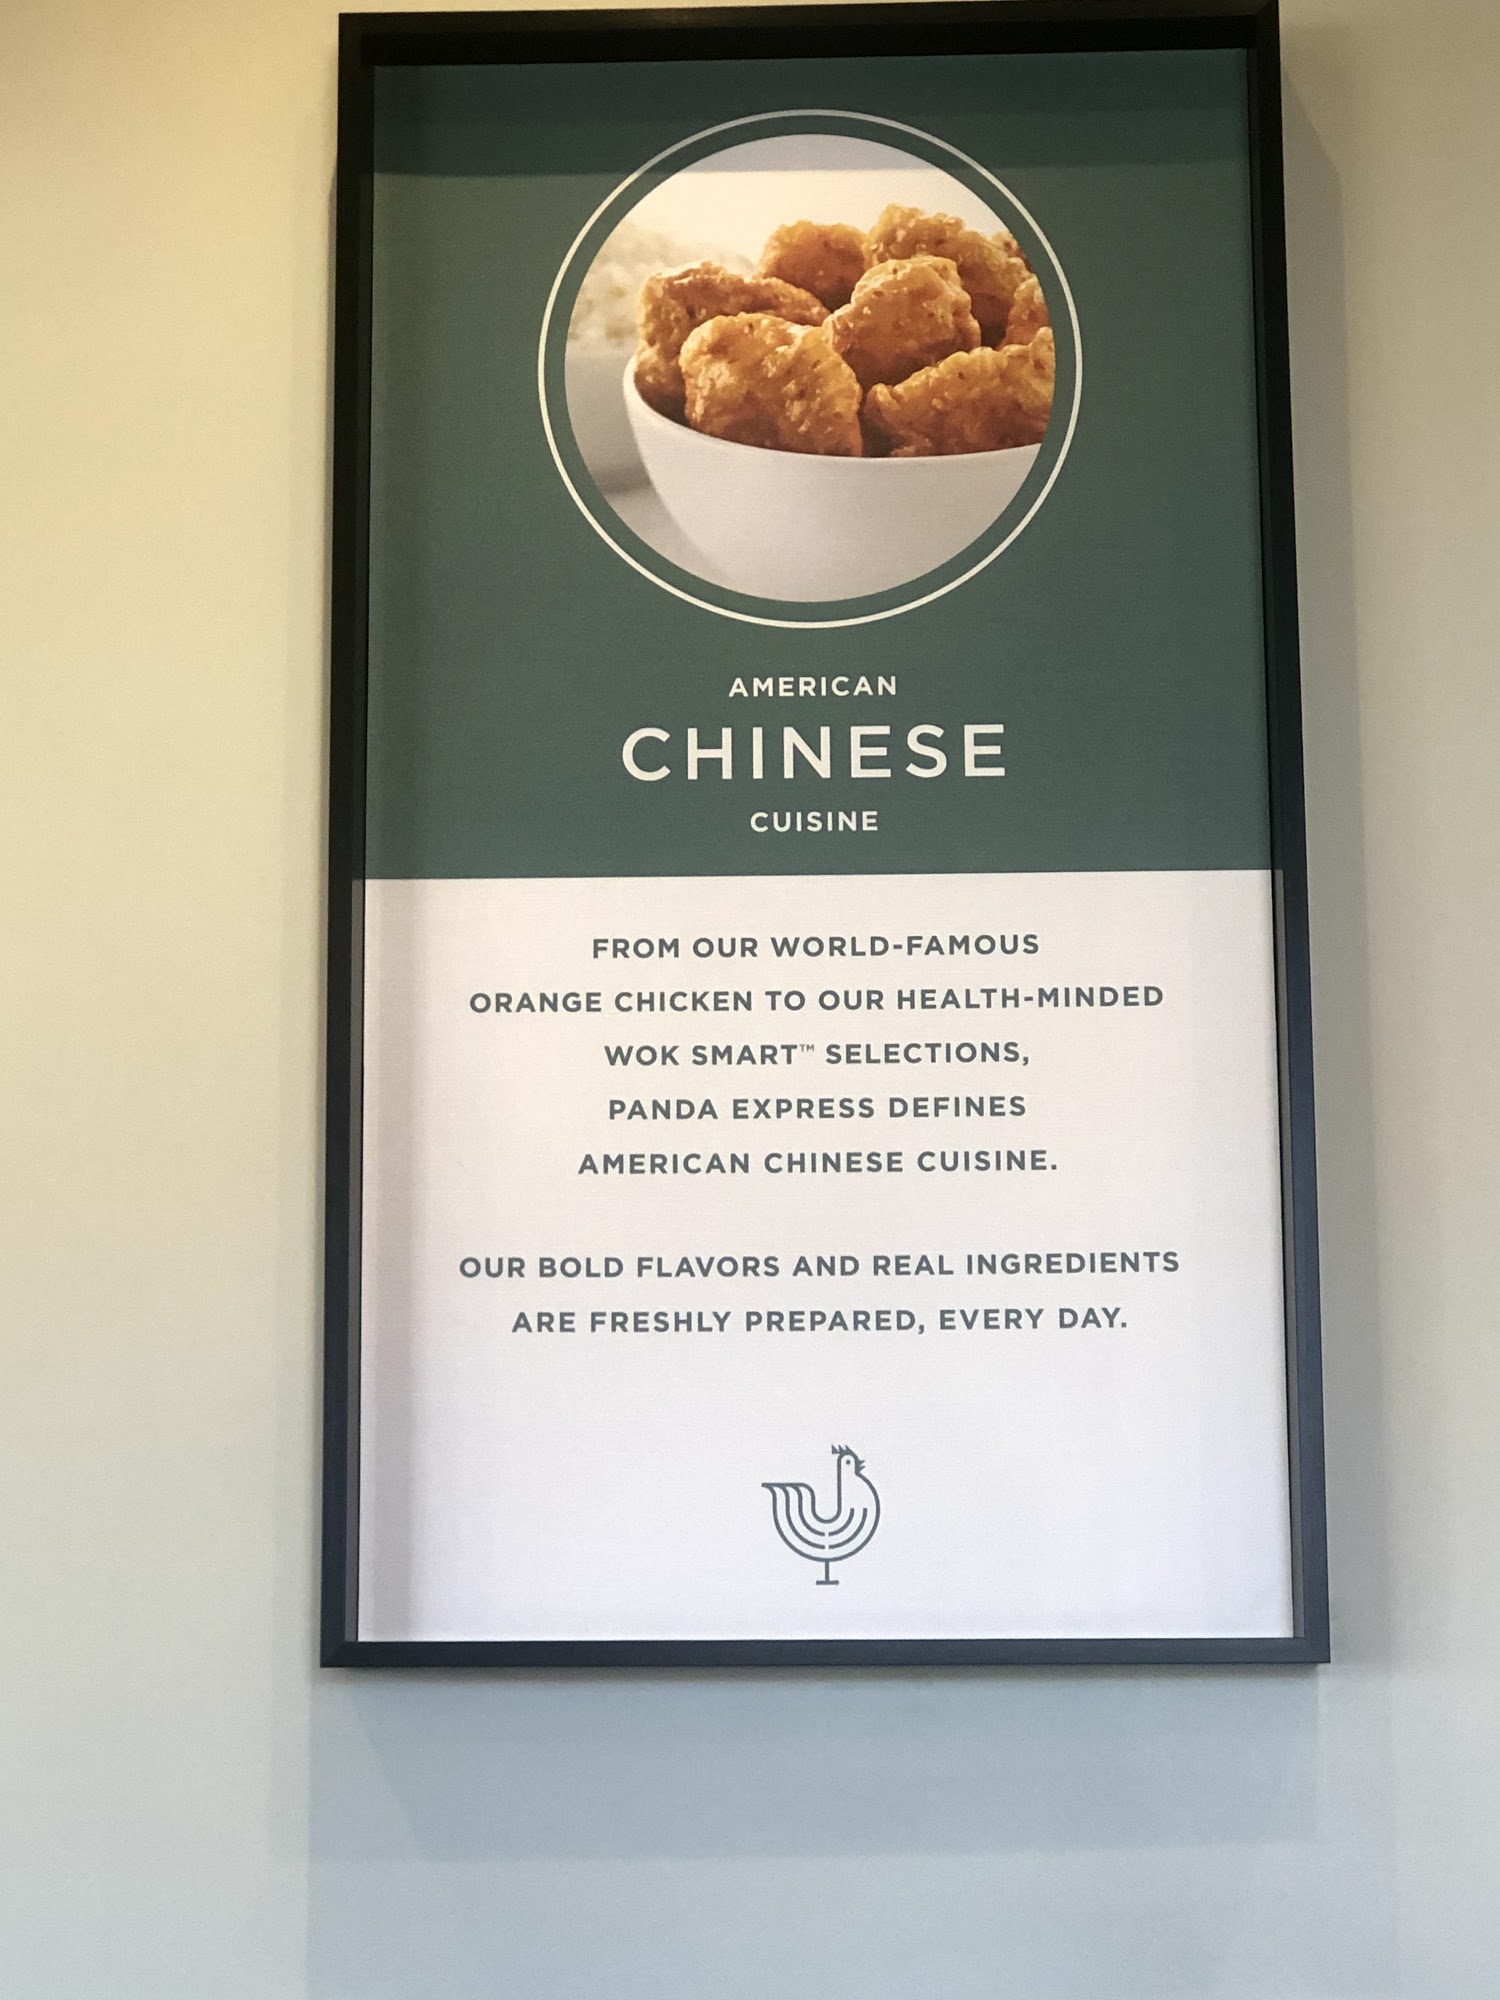 AMERICAN
CHINESE
CUISINE
FROM OUR WORLD-FAMOUS
ORANGE CHICKEN TO OUR HEALTH-MINDED
WOK SMART™ SELECTIONS,
PANDA EXPRESS DEFINES
AMERICAN CHINESE CUISINE.
OUR BOLD FLAVORS AND REAL INGREDIENTS
ARE FRESHLY PREPARED, EVERY DAY.